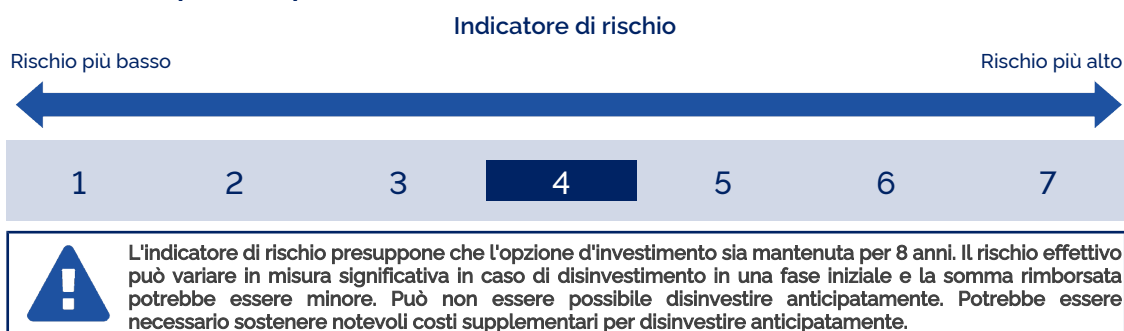 Indicatore di rischio
Rischio più basso Rischio più alto
1 2 3 4 5 6 7
L'indicatore di rischio presuppone che l'opzione d'investimento sia mantenuta per 8 anni. Il rischio effettivo
può variare in misura significativa in caso di disinvestimento in una fase iniziale e la somma rimborsata
potrebbe essere minore. Può non essere possibile disinvestire anticipatamente. Potrebbe essere
necessario sostenere notevoli costi supplementari per disinvestire anticipatamente.